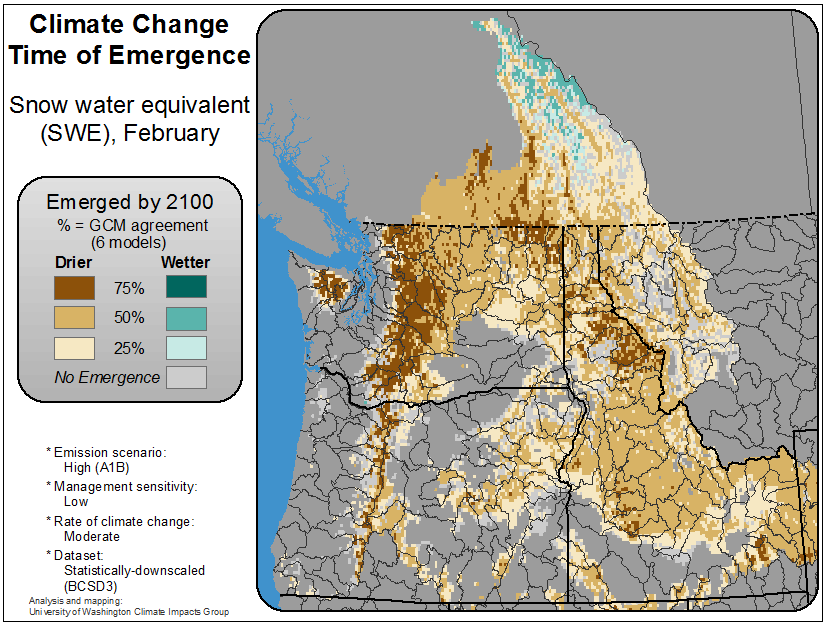 Climate Change
Time of Emergence
Snow water equivalent
(SWE), February
Emerged by 2100
% = GCM agreement
(6 models)
Drier Wetter
75%
50%
25%
No Emergence
* Emission scenario:
High (A1B)
* Management sensitivity:
Low
* Rate of climate change:
Moderate
* Dataset:
Statistically-downscaled
(BCSD3)
Analysis and mapping:
University of Washington Climate Impacts Group